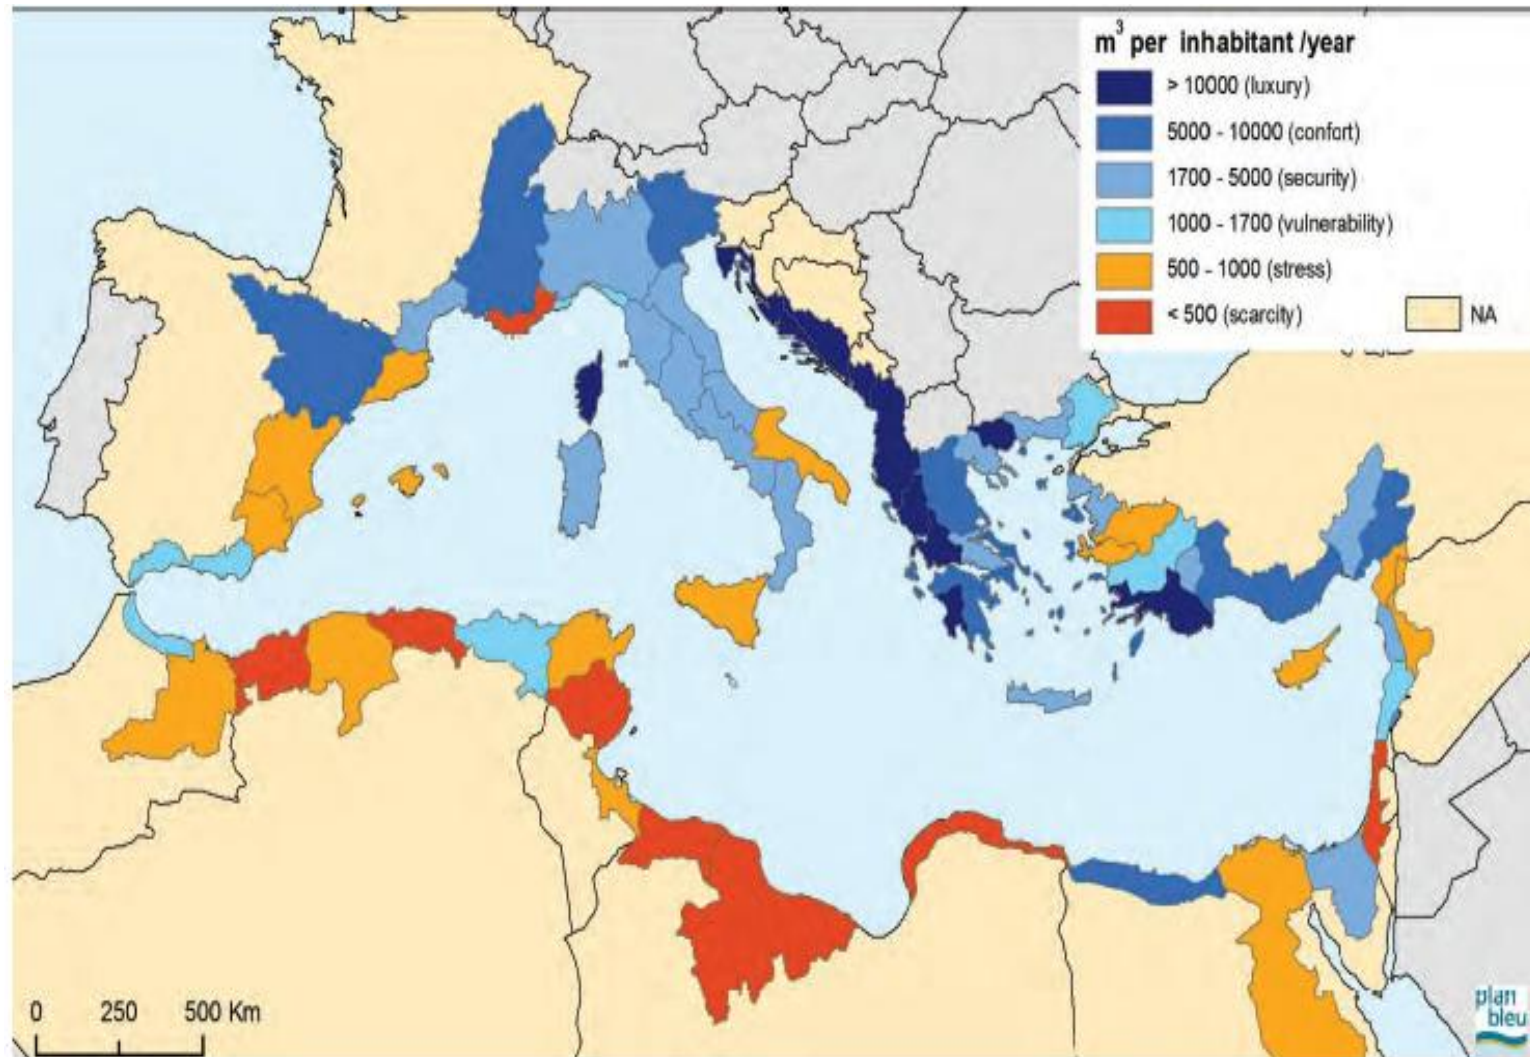 m³ per inhabitant /year
> 10000 (luxury)
5000 - 10000 (confort)
1700 - 5000 (security)
1000 - 1700 (vulnerability)
500 - 1000 (stress)
< 500 (scarcity)
NA
0 250 500 Km
plan
bleu